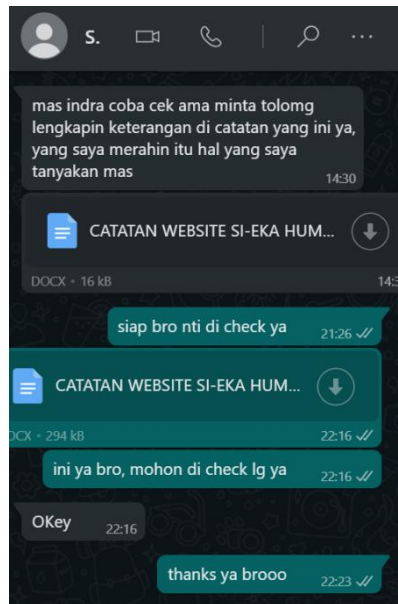 S.
mas indra coba cek ama minta tolomg
lengkapin keterangan di catatan yang ini ya,
yang saya merahin itu hal yang saya
tanyakan mas
14:30
CATATAN WEBSITE SI-EKA HUM...
DOCX • 16 kB
siap bro nti di check ya
21:26
CATATAN WEBSITE SI-EKA HUM...
294 kB
22:16
ini ya bro, mohon di check lg ya
22:16
OKey
22:16
thanks ya brooo
22:23